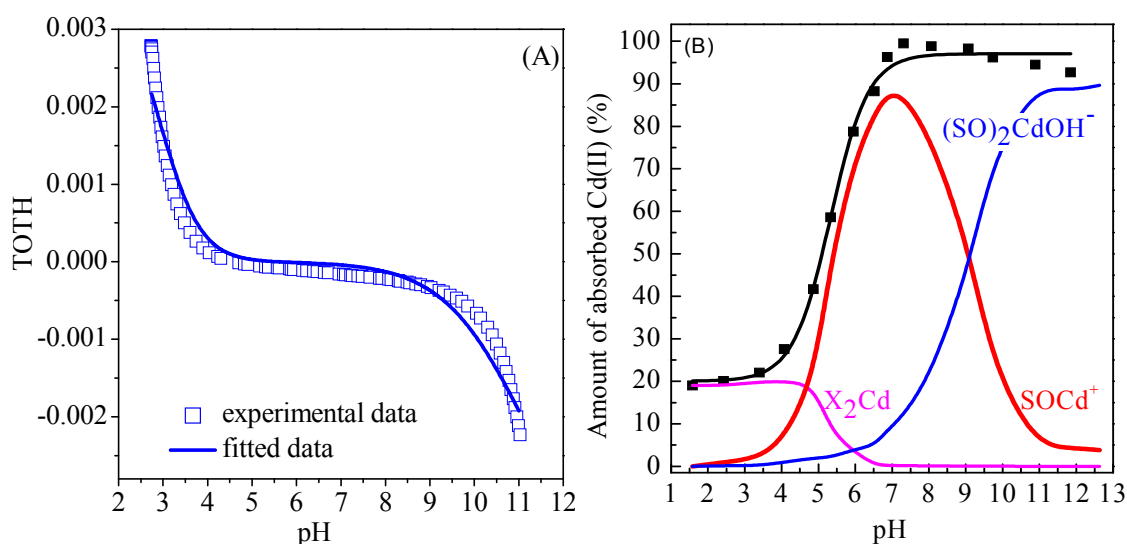 (A)
TOTH
0.003
0.002
0.001
0.000
-0.001
-0.002
experimental data
fitted data
2 3 4 5 6 7 8 9 10 11 12
pH
(B)
Amount of absorbed Cd(II) (%)
100
90
80
70
60
50
40
30
20
10
0
(SO)2CdOH-
X2Cd
SOCd+
1 2 3 4 5 6 7 8 9 10 11 12 13
pH